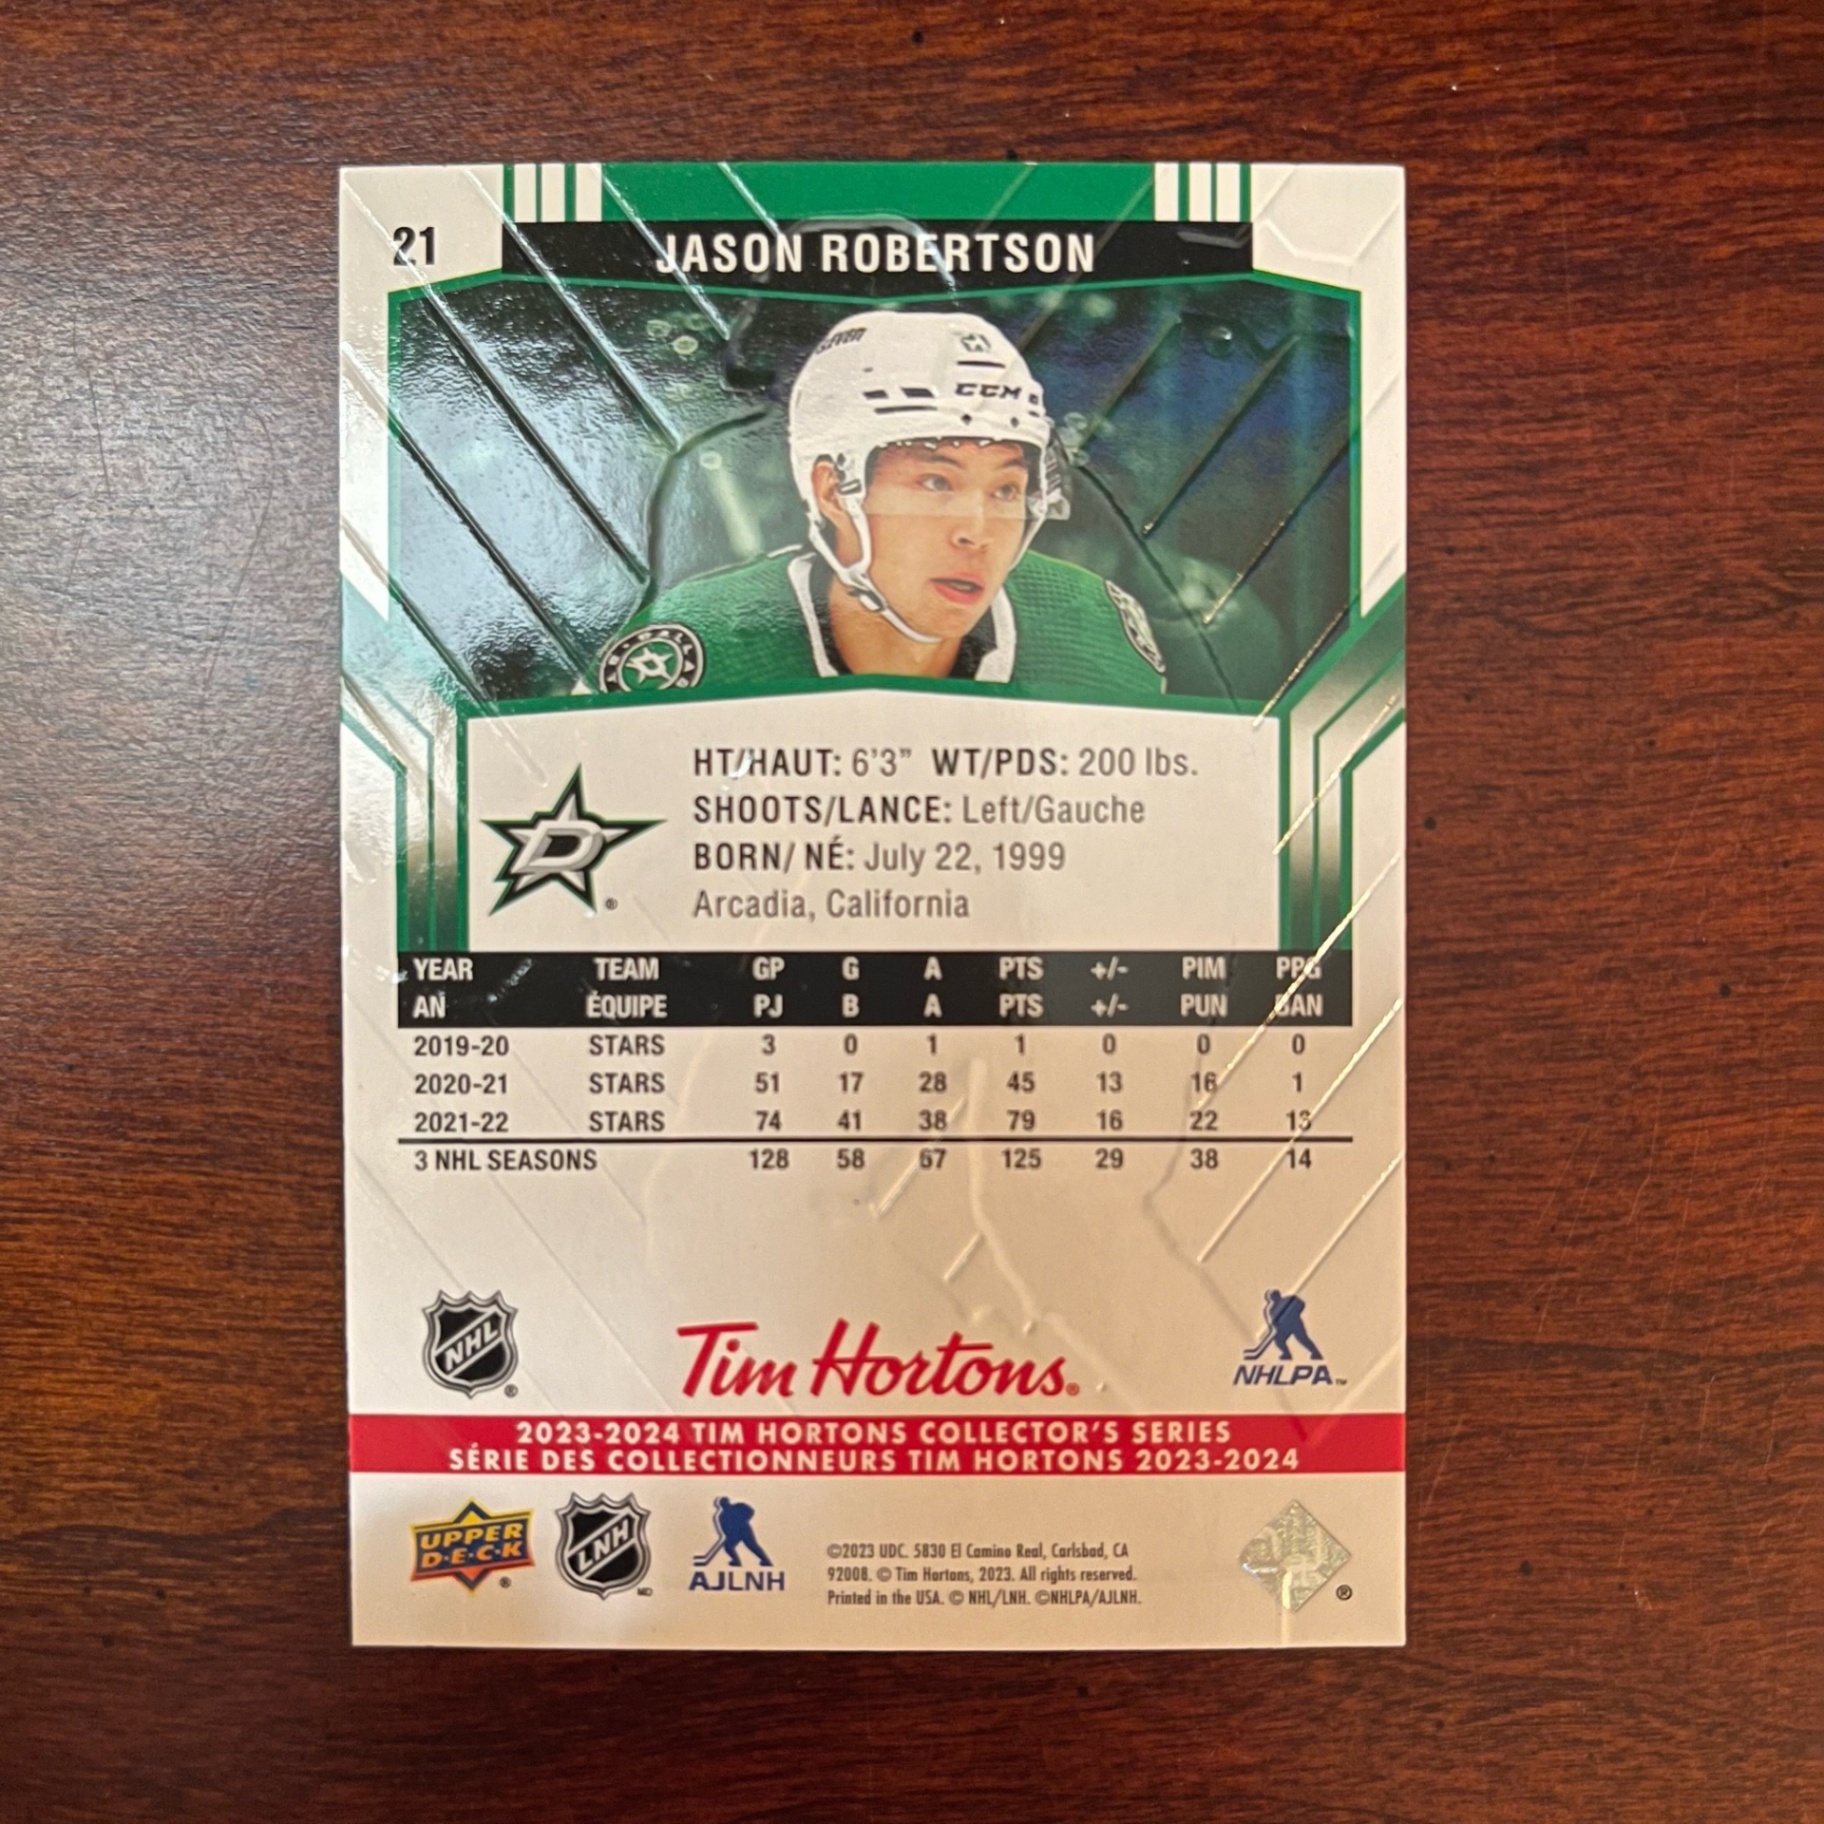 21
JASON ROBERTSON
CCM
HT/HAUT: 6'3" WT/PDS: 200 lbs.
SHOOTS/LANCE: Left/Gauche
BORN/ NÉ: July 22, 1999
Arcadia, California
D ®
YEAR TEAM GP G A PTS +/- PIM PPG
AN ÉQUIPE PJ B A PTS +/- PUN BAN
2019-20 STARS 3 0 1 1 0 0 0
2020-21 STARS 51 17 28 45 13 16 1
2021-22 STARS 74 41 38 79 16 22 13
3 NHL SEASONS 128 58 67 125 29 38 14
NHL ®
Tim Hortons®
NHLPA™
2023-2024 TIM HORTONS COLLECTOR'S SERIES
SÉRIE DES COLLECTIONNEURS TIM HORTONS 2023-2024
UPPER
D·E·C·K ®
LNH MD
AJLNH
©2023 UDC. 5830 El Camino Real, Carlsbad, CA
92008. © Tim Hortons, 2023. All rights reserved.
Printed in the USA. © NHL/LNH. ©NHLPA/AJLNH.
®